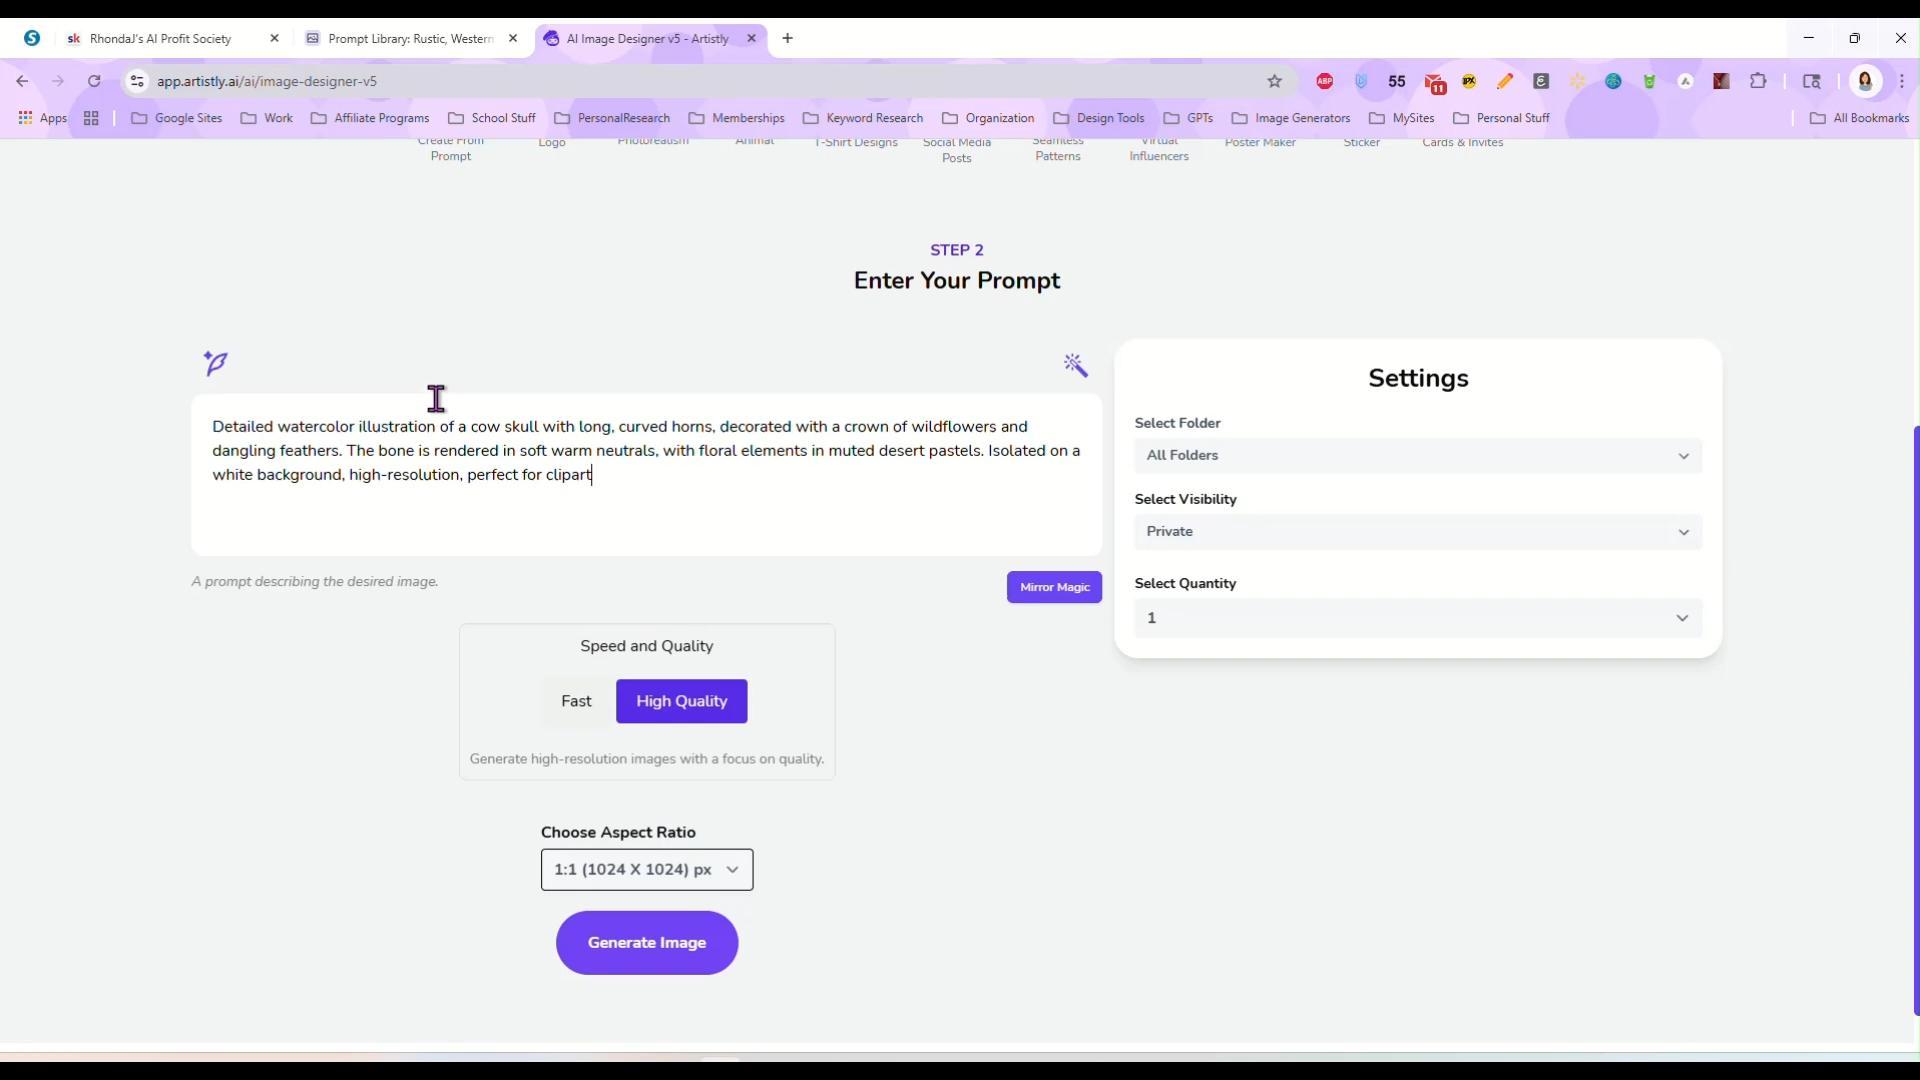 RhondaJ's AI Profit Society
Prompt Library: Rustic, Western
AI Image Designer v5 - Artistly
app.artistly.ai/ai/image-designer-v5
ABP
55
11
Apps
Google Sites
Work
Affiliate Programs
School Stuff
PersonalResearch
Memberships
Keyword Research
Organization
Design Tools
GPTs
Image Generators
MySites
Personal Stuff
All Bookmarks
Create From Prompt
Logo
Photorealism
Animal
T-Shirt Designs
Social Media Posts
Seamless Patterns
Virtual Influencers
Poster Maker
Sticker
Cards & Invites
STEP 2
Enter Your Prompt
Detailed watercolor illustration of a cow skull with long, curved horns, decorated with a crown of wildflowers and
dangling feathers. The bone is rendered in soft warm neutrals, with floral elements in muted desert pastels. Isolated on a
white background, high-resolution, perfect for clipart
A prompt describing the desired image.
Mirror Magic
Speed and Quality
Fast
High Quality
Generate high-resolution images with a focus on quality.
Choose Aspect Ratio
1:1 (1024 X 1024) px
Generate Image
Settings
Select Folder
All Folders
Select Visibility
Private
Select Quantity
1